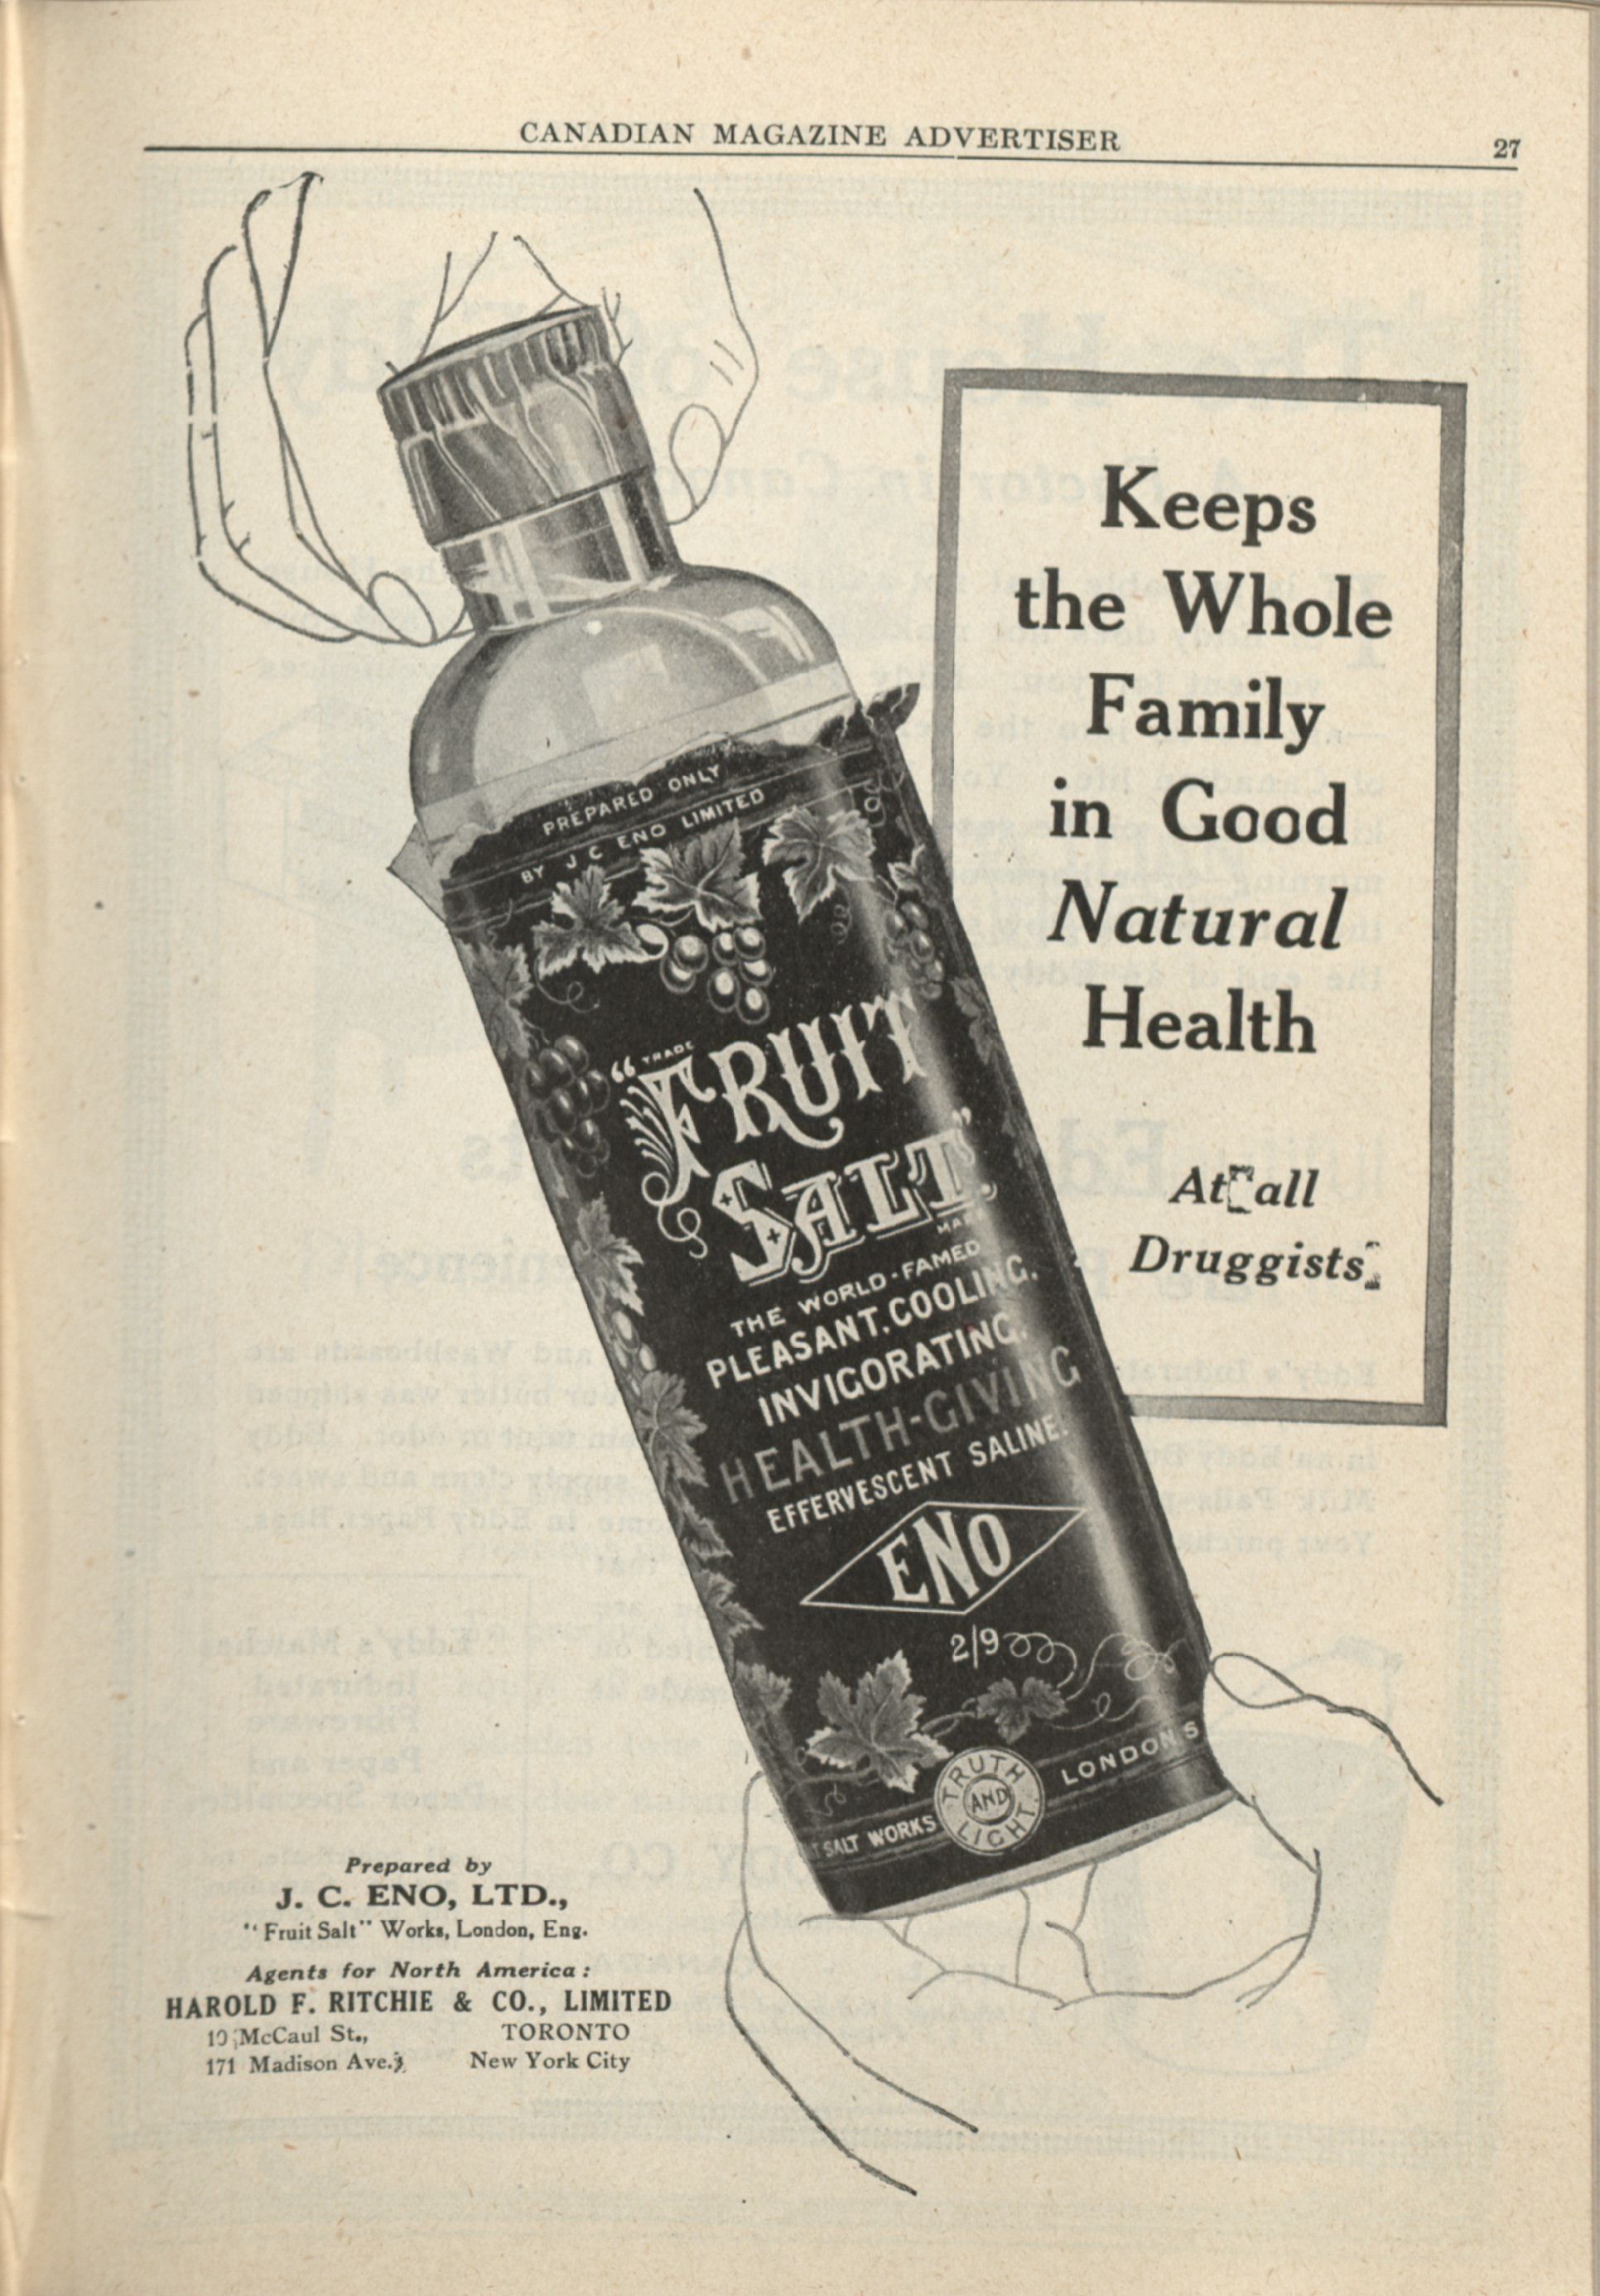 CANADIAN MAGAZINE ADVERTISER 27
PREPARED ONLY
BY J C ENO LIMITED
TRADE
"FRUIT
SALT."
MARK
THE WORLD-FAMED
PLEASANT, COOLING,
INVIGORATING,
HEALTH-GIVING
EFFERVESCENT SALINE.
ENO
2/9
SALT WORKS
TRUTH
AND
LIGHT.
LONDON S
Keeps
the Whole
Family
in Good
Natural
Health
At all
Druggists
Prepared by
J. C. ENO, LTD.,
"Fruit Salt" Works, London, Eng.
Agents for North America:
HAROLD F. RITCHIE & CO., LIMITED
10 McCaul St., TORONTO
171 Madison Ave. New York City